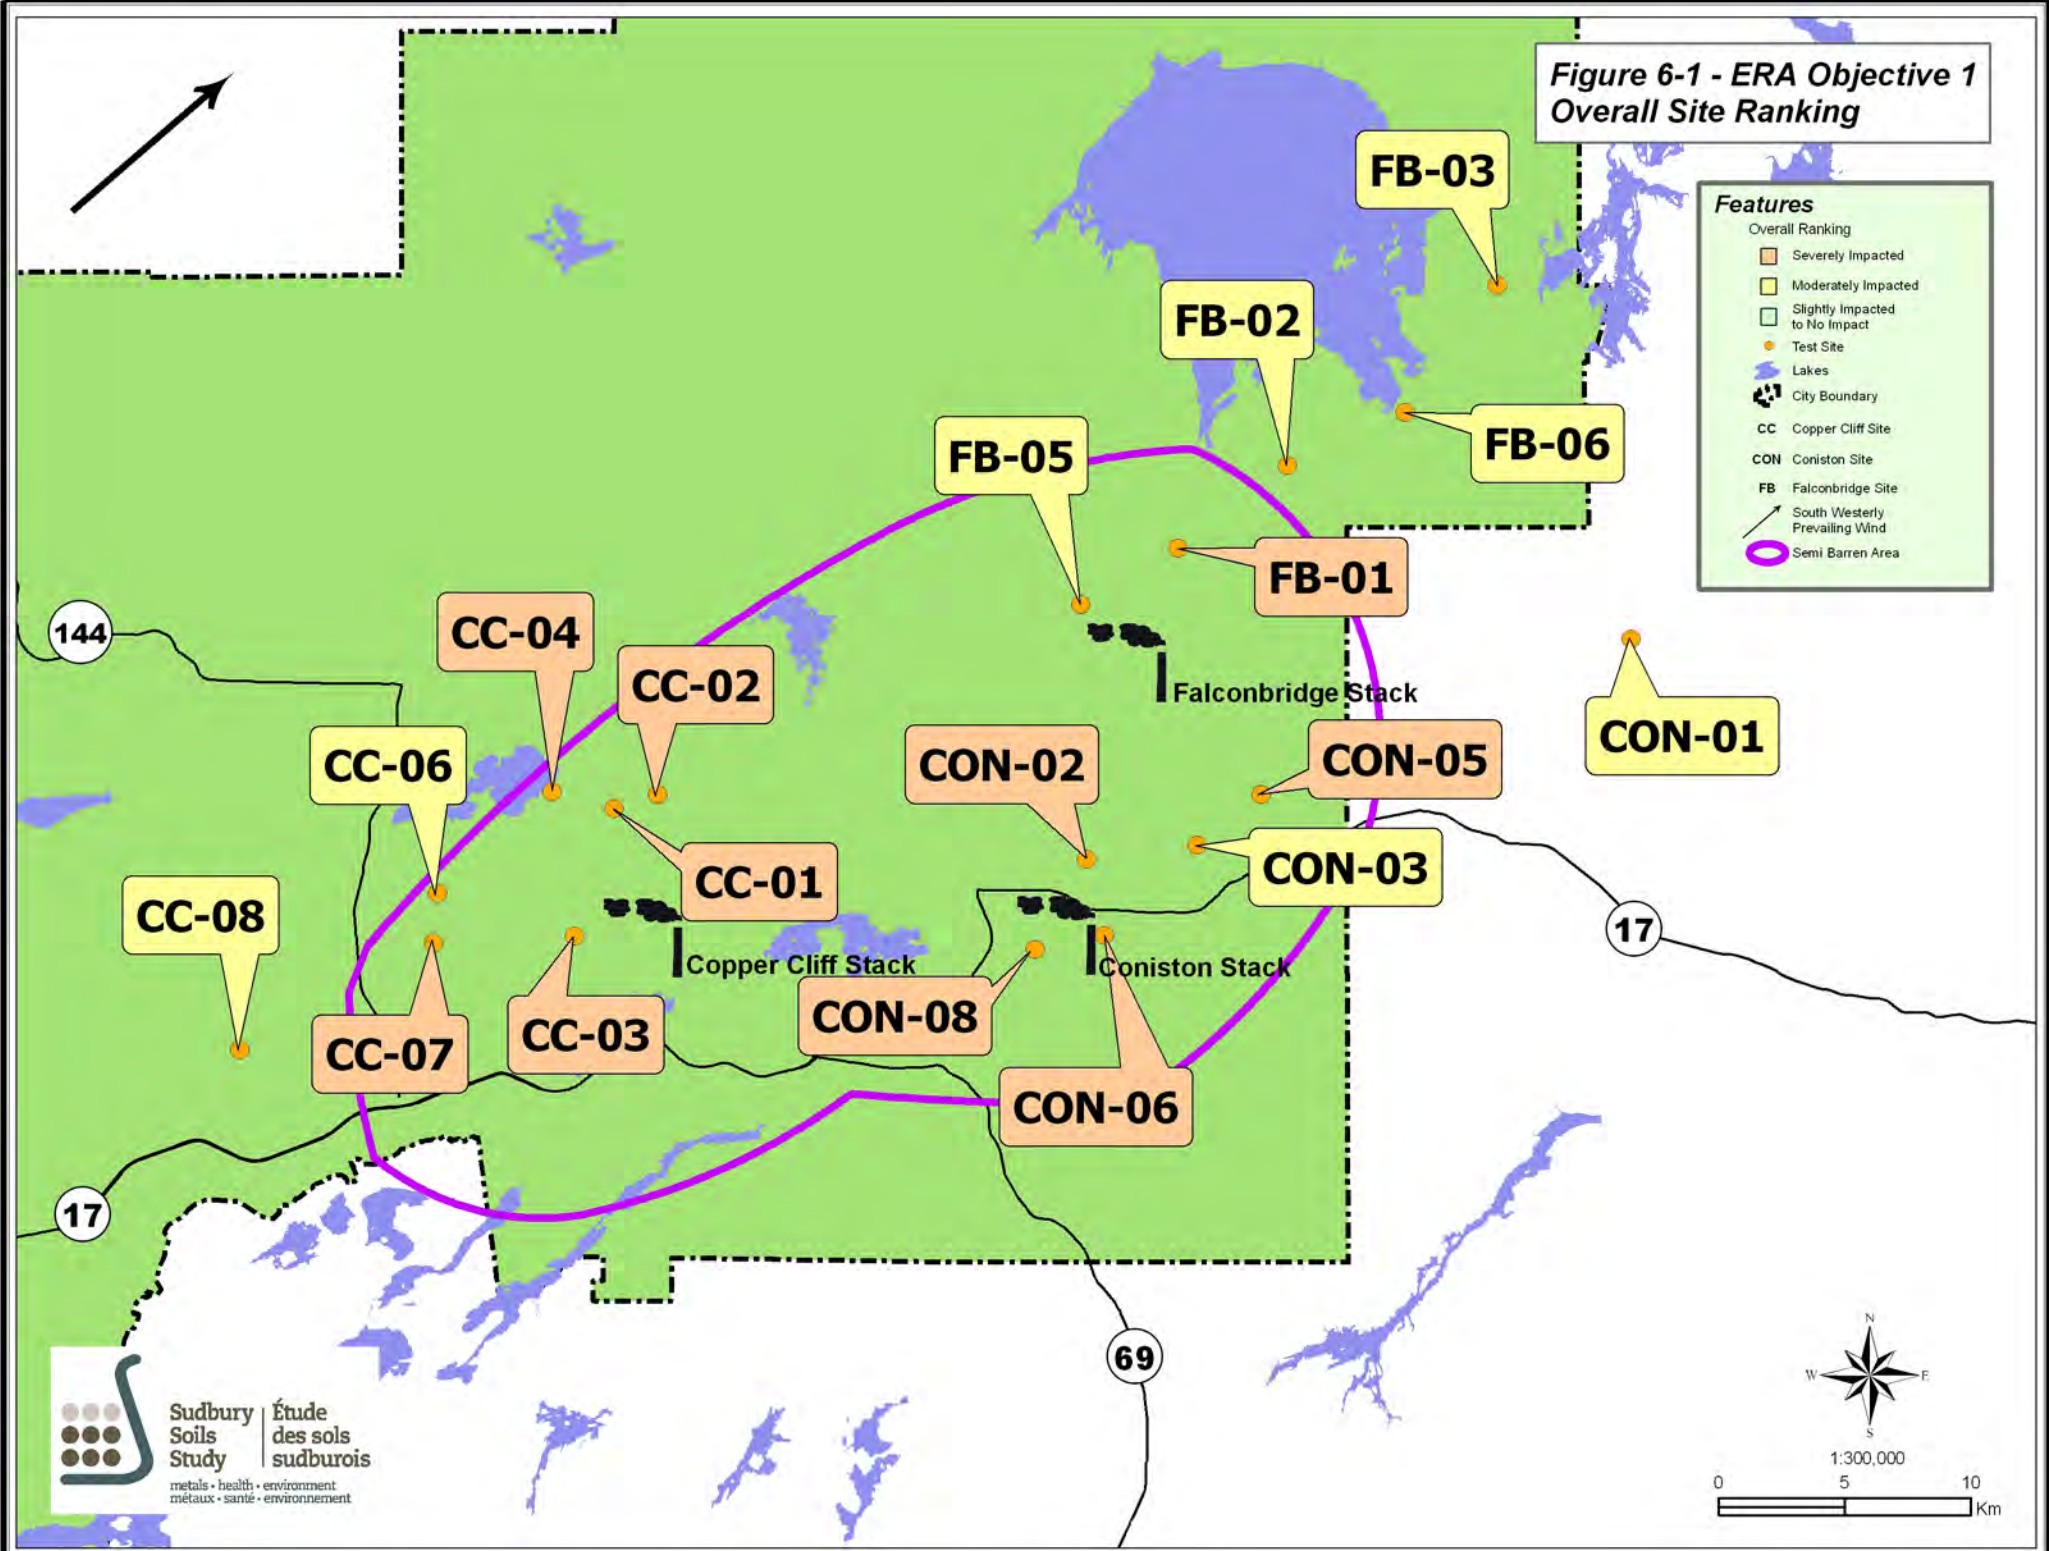 Figure 6-1 - ERA Objective 1
Overall Site Ranking
Features
Overall Ranking
Severely Impacted
Moderately Impacted
Slightly Impacted
to No Impact
Test Site
Lakes
City Boundary
CC Copper Cliff Site
CON Coniston Site
FB Falconbridge Site
South Westerly
Prevailing Wind
Semi Barren Area
FB-03
FB-02
FB-06
FB-05
FB-01
144
CC-04
CC-02
Falconbridge Stack
CON-01
CC-06
CON-02
CON-05
CC-01
CON-03
CC-08
17
Copper Cliff Stack
Coniston Stack
CON-08
CC-03
CC-07
CON-06
17
69
N
W E
S
1:300,000
0 5 10
Km
Sudbury
Soils
Study
Étude
des sols
sudburois
metals • health • environment
métaux • santé • environnement